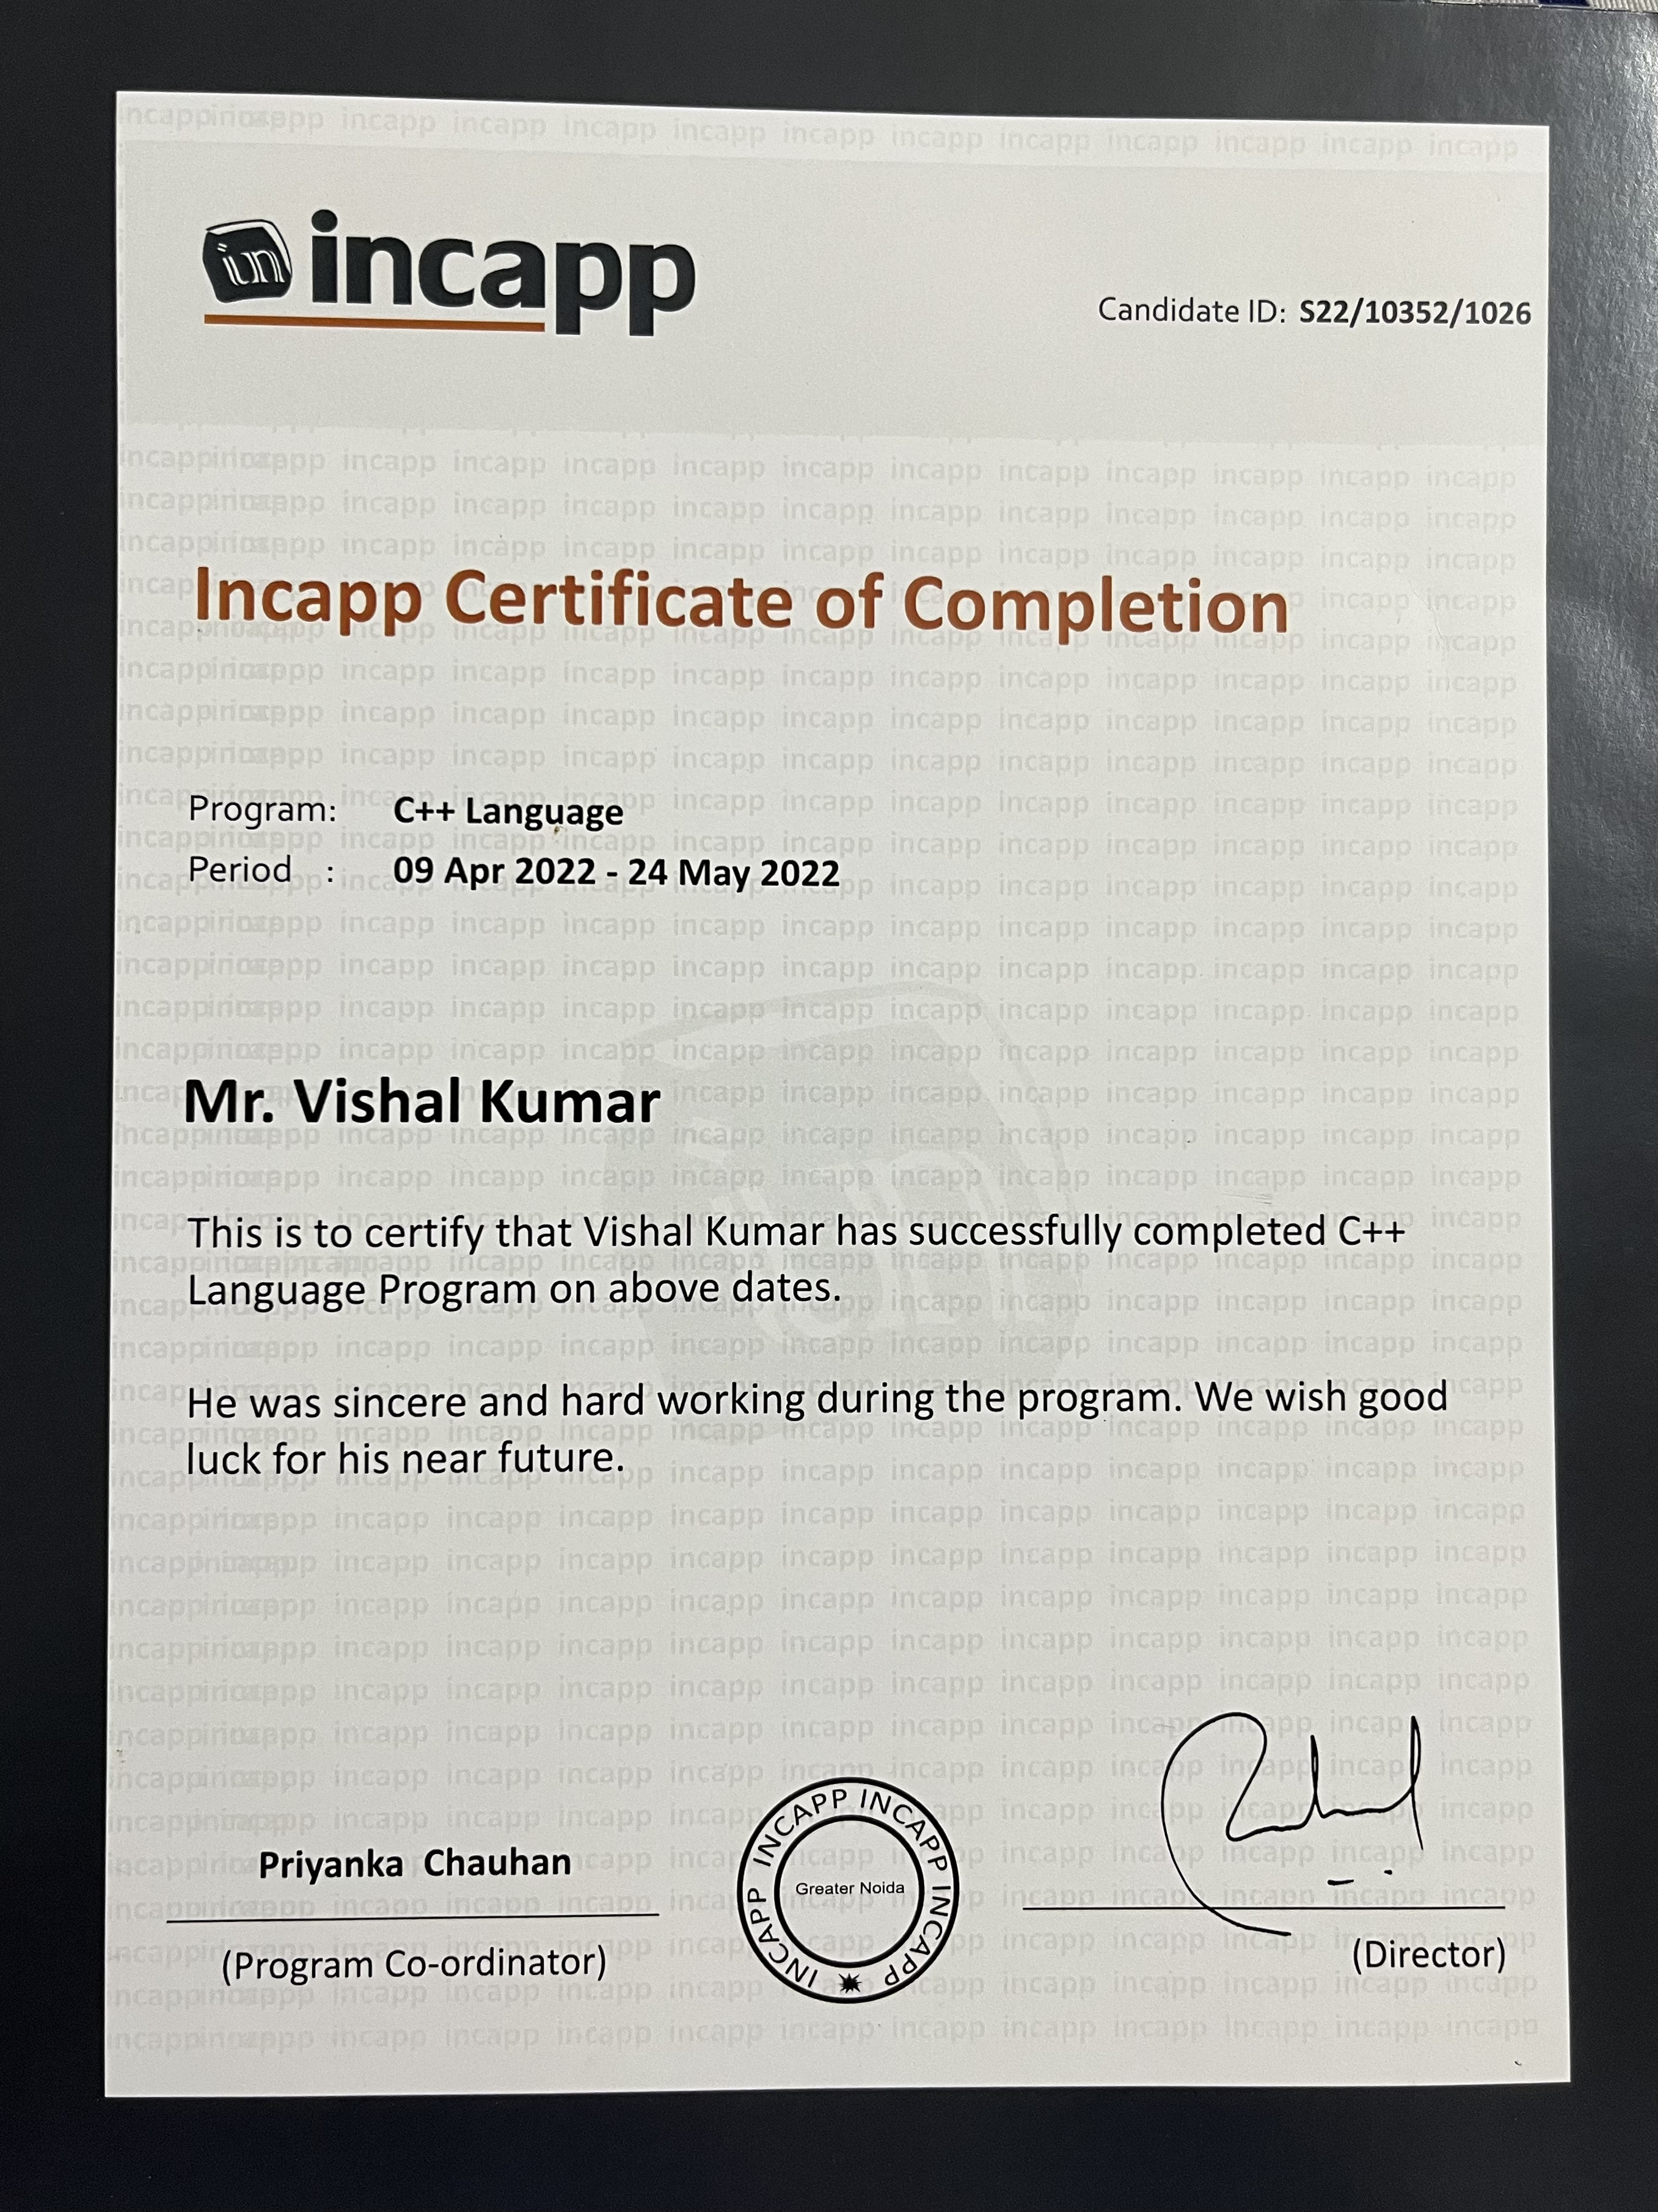 incapp
Candidate ID: S22/10352/1026
Incapp Certificate of Completion
Program: C++ Language
Period : 09 Apr 2022 - 24 May 2022
Mr. Vishal Kumar
This is to certify that Vishal Kumar has successfully completed C++
Language Program on above dates.
He was sincere and hard working during the program. We wish good
luck for his near future.
Priyanka Chauhan
(Program Co-ordinator)
INCAPP INCAPP INCAPP INCAPP
Greater Noida
(Director)